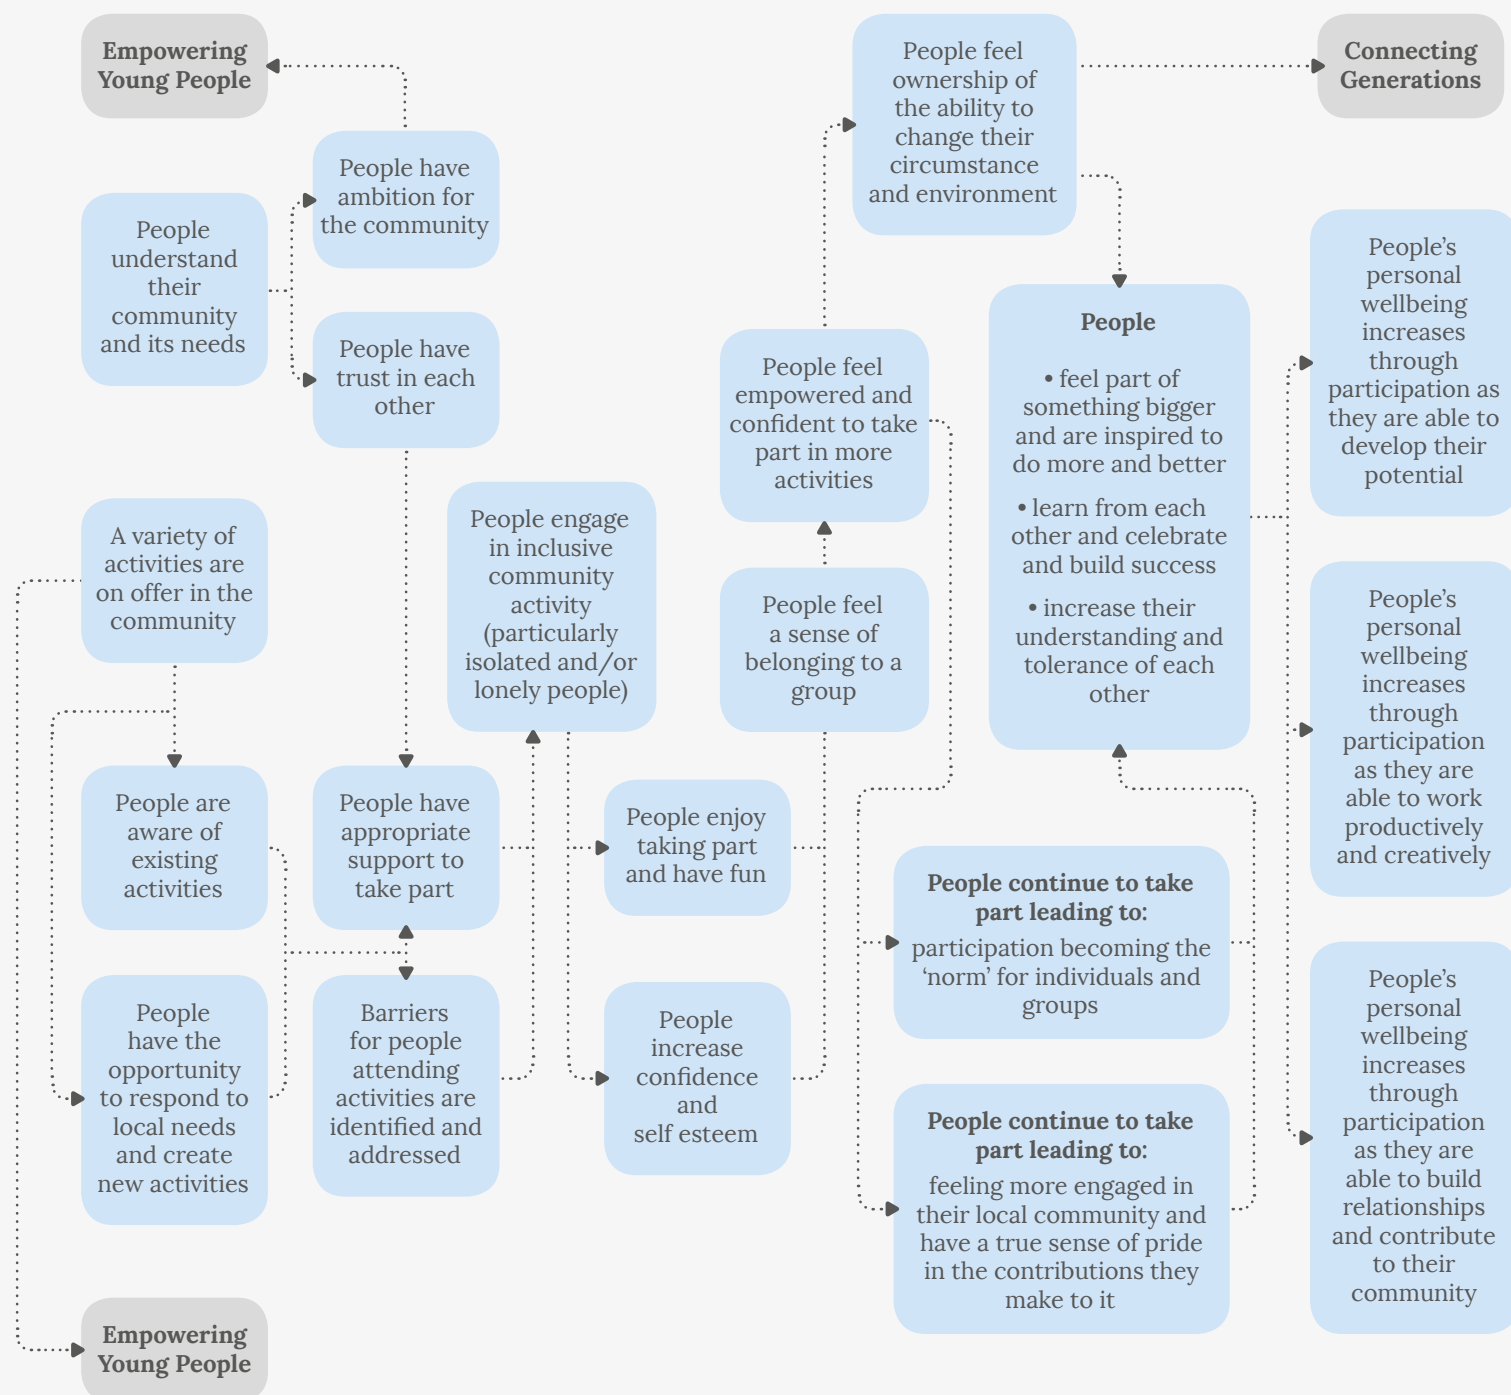 Empowering
Young People
People have
ambition for
the community
People
understand
their
community
and its needs
People have
trust in each
other
A variety of
activities are
on offer in the
community
People are
aware of
existing
activities
People
have the
opportunity
to respond to
local needs
and create
new activities
Empowering
Young People
People have
appropriate
support to
take part
Barriers
for people
attending
activities are
identified and
addressed
People engage
in inclusive
community
activity
(particularly
isolated and/or
lonely people)
People enjoy
taking part
and have fun
People
increase
confidence
and
self esteem
People feel
a sense of
belonging to a
group
People feel
empowered and
confident to take
part in more
activities
People feel
ownership of
the ability to
change their
circumstance
and environment
Connecting
Generations
People
• feel part of
something bigger
and are inspired to
do more and better
• learn from each
other and celebrate
and build success
• increase their
understanding and
tolerance of each
other
People continue to take
part leading to:
participation becoming the
‘norm’ for individuals and
groups
People continue to take
part leading to:
feeling more engaged in
their local community and
have a true sense of pride
in the contributions they
make to it
People’s
personal
wellbeing
increases
through
participation as
they are able to
develop their
potential
People’s
personal
wellbeing
increases
through
participation
as they are
able to work
productively
and creatively
People’s
personal
wellbeing
increases
through
participation
as they are
able to build
relationships
and contribute
to their
community